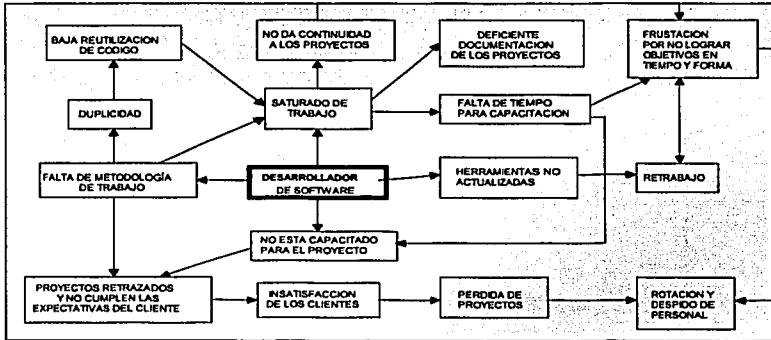 BAJA REUTILIZACION
DE CODIGO
NO DA CONTINUIDAD
A LOS PROYECTOS
DEFICIENTE
DOCUMENTACION
DE LOS PROYECTOS
FRUSTACION
POR NO LOGRAR
OBJETIVOS EN
TIEMPO Y FORMA
DUPLICIDAD
SATURADO DE
TRABAJO
FALTA DE TIEMPO
PARA CAPACITACION
FALTA DE METODOLOGÍA
DE TRABAJO
DESARROLLADOR
DE SOFTWARE
HERRAMIENTAS NO
ACTUALIZADAS
RETRABAJO
NO ESTA CAPACITADO
PARA EL PROYECTO
PROYECTOS RETRAZADOS
Y NO CUMPLEN LAS
EXPECTATIVAS DEL CLIENTE
INSATISFACCION
DE LOS CLIENTES
PERDIDA DE
PROYECTOS
ROTACION Y
DESPIDO DE
PERSONAL